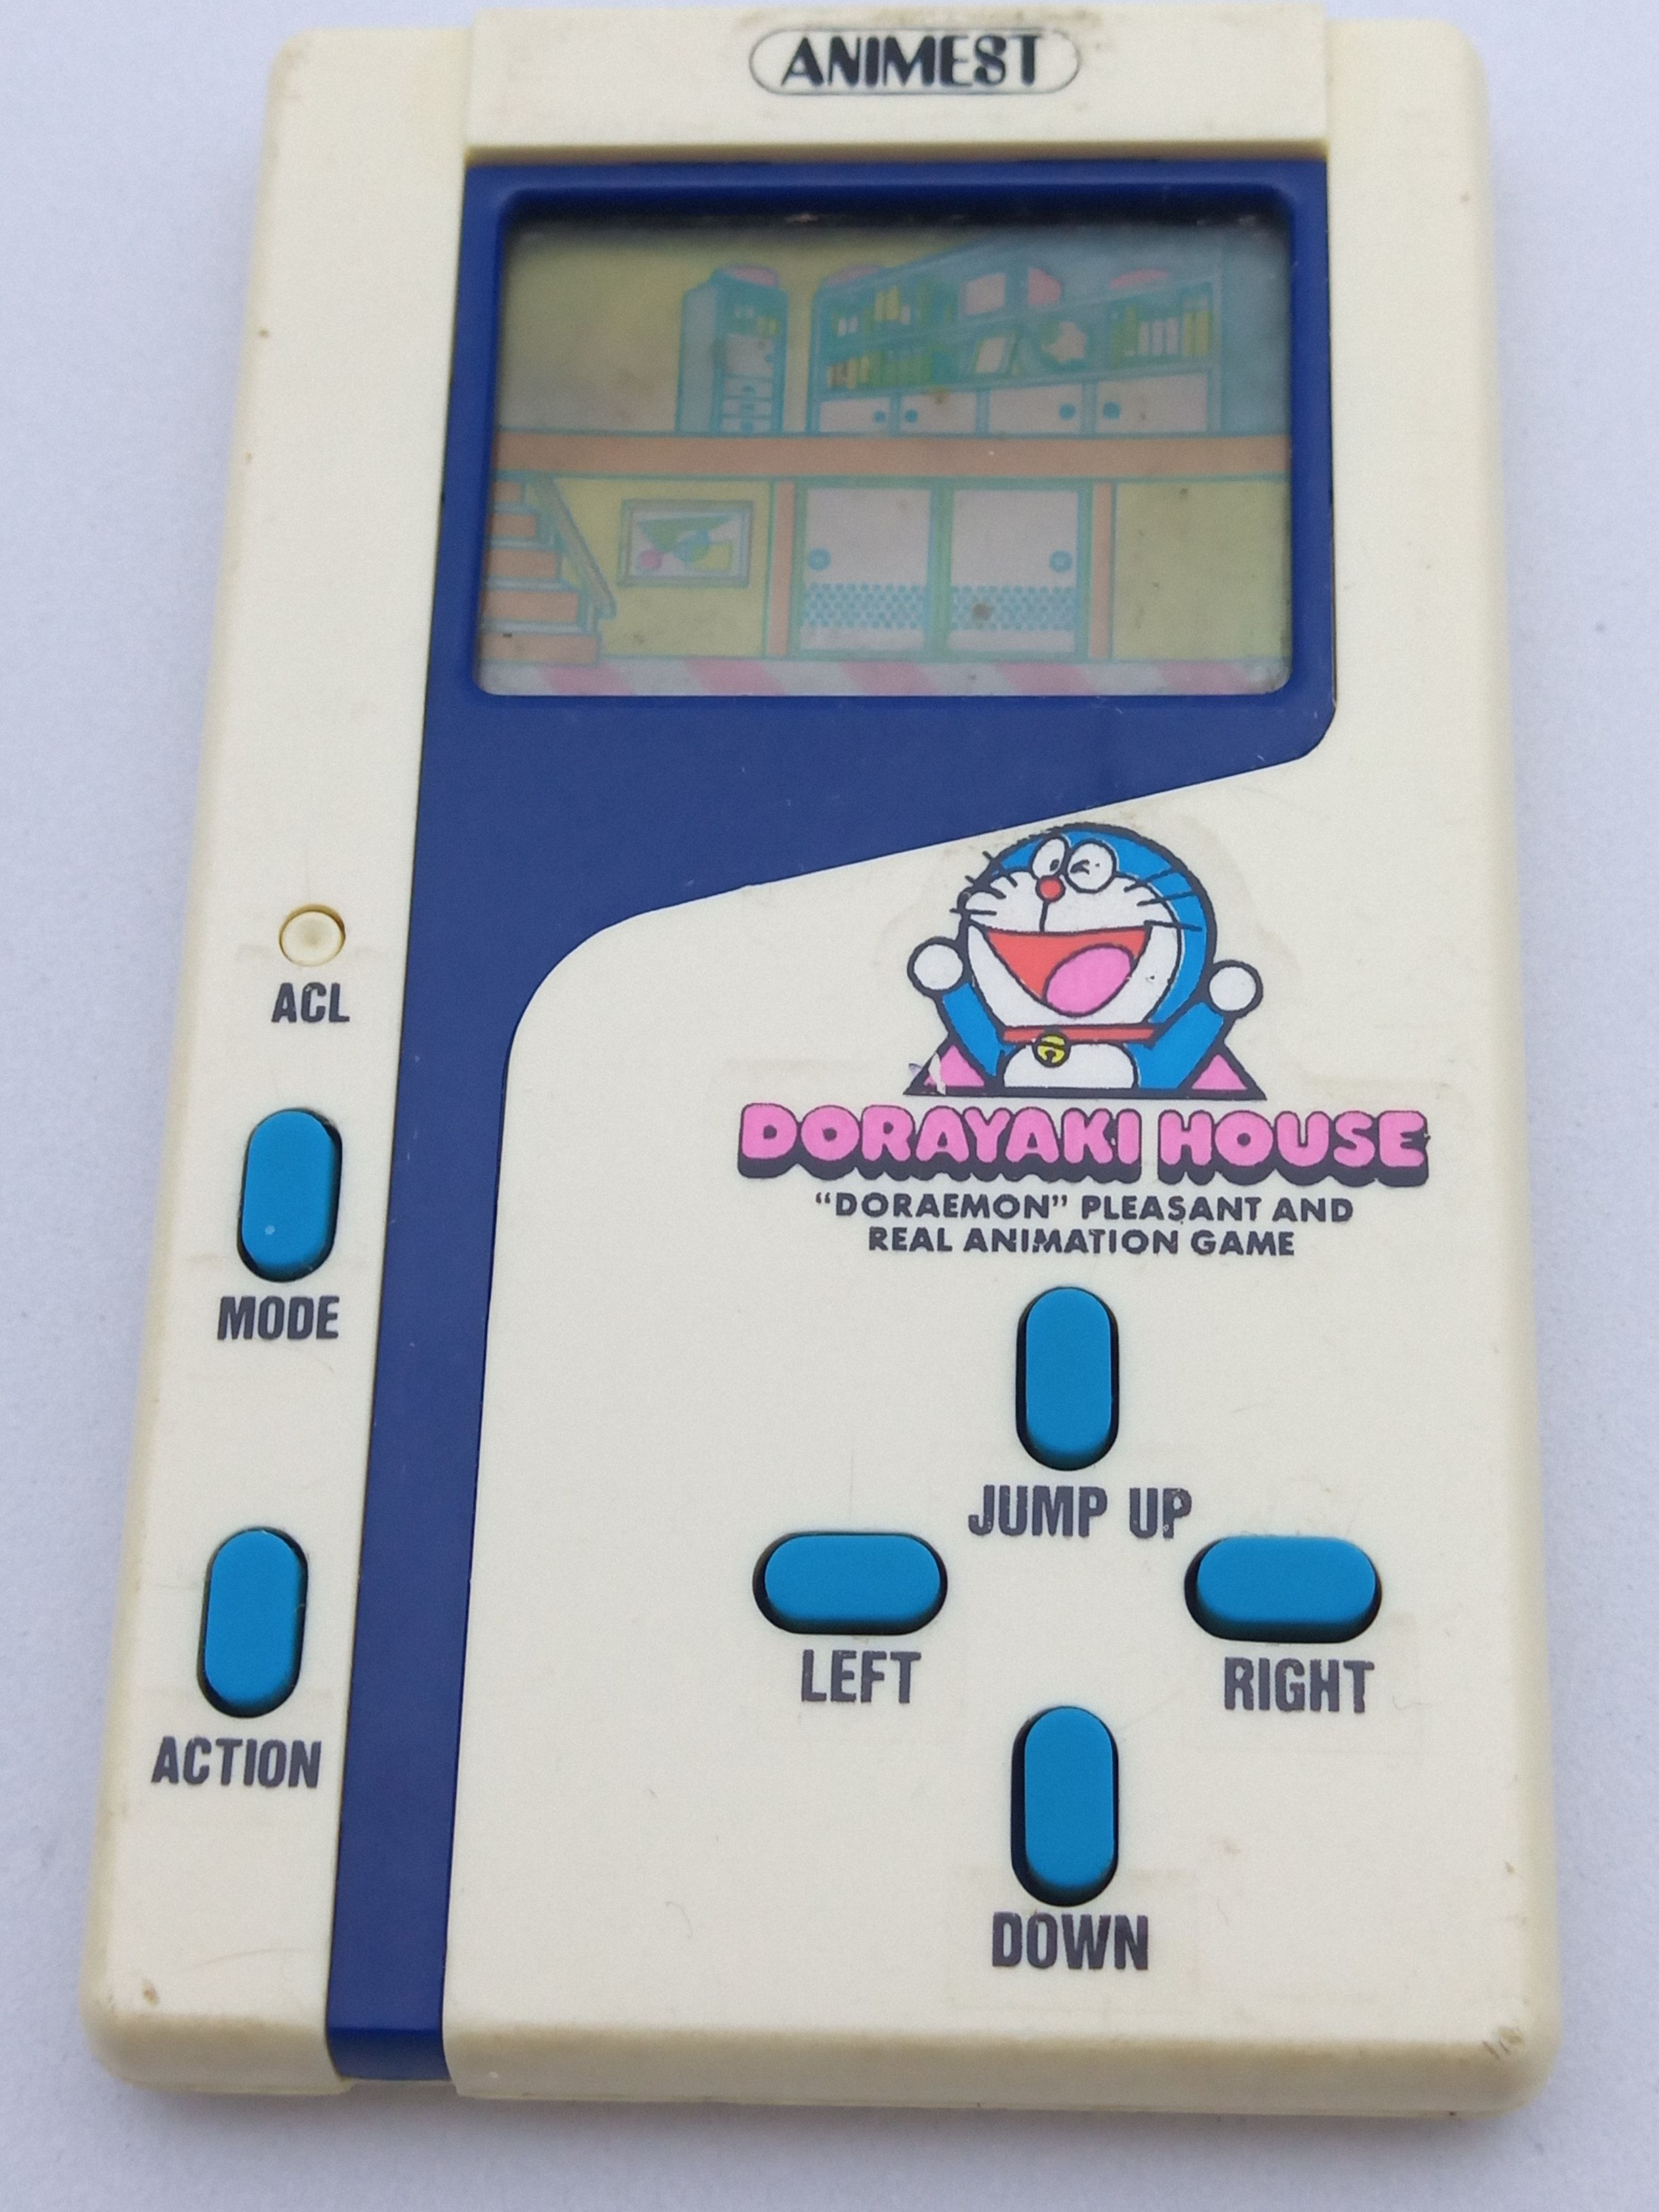 ANIMEST
ACL
DORAYAKI HOUSE
“DORAEMON” PLEASANT AND
REAL ANIMATION GAME
MODE
JUMP UP
LEFT
RIGHT
ACTION
DOWN